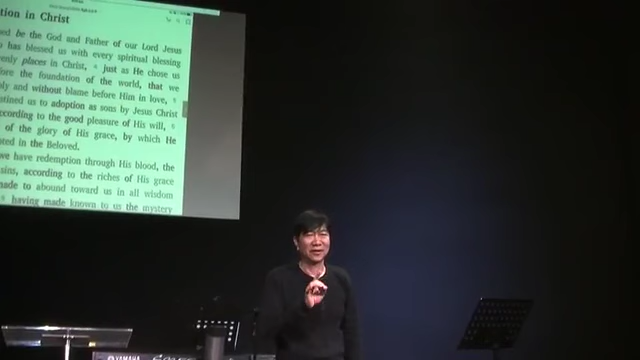 tion in Christ
ed be the God and Father of our Lord Jesus
o has blessed us with every spiritual blessing
enly places in Christ, just as He chose us
fore the foundation of the world, that we
oly and without blame before Him in love,
stined us to adoption as sons by Jesus Christ
ccording to the good pleasure of His will,
of the glory of His grace, by which He
pted in the Beloved.
we have redemption through His blood, the
sins, according to the riches of His grace
made to abound toward us in all wisdom
having made known to us the mystery
YAMAHA